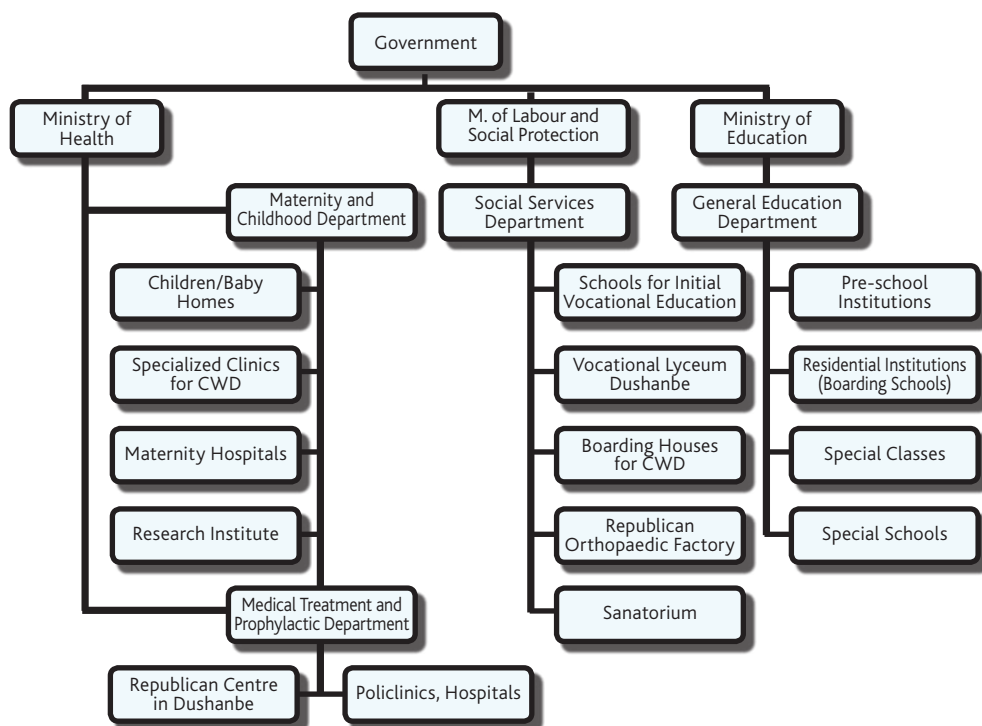 Government
Ministry of
Health
M. of Labour and
Social Protection
Ministry of
Education
Maternity and
Childhood Department
Social Services
Department
General Education
Department
Children/Baby
Homes
Schools for Initial
Vocational Education
Pre-school
Institutions
Specialized Clinics
for CWD
Vocational Lyceum
Dushanbe
Residential Institutions
(Boarding Schools)
Maternity Hospitals
Boarding Houses
for CWD
Special Classes
Research Institute
Republican
Orthopaedic Factory
Special Schools
Medical Treatment and
Prophylactic Department
Sanatorium
Republican Centre
in Dushanbe
Policlinics, Hospitals